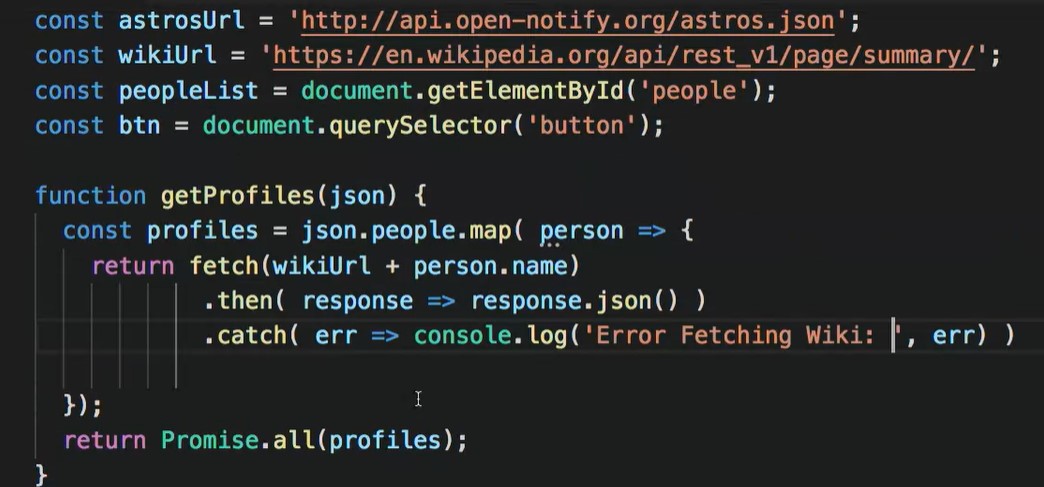 const astrosUrl = 'http://api.open-notify.org/astros.json';
const wikiUrl = 'https://en.wikipedia.org/api/rest_v1/page/summary/';
const peopleList = document.getElementById('people');
const btn = document.querySelector('button');
function getProfiles(json) {
const profiles = json.people.map( person => {
return fetch(wikiUrl + person.name)
.then( response => response.json() )
.catch( err => console.log('Error Fetching Wiki: ', err) )
});
return Promise.all(profiles);
}